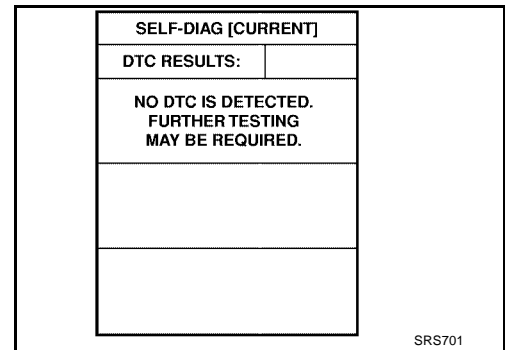 SELF-DIAG [CURRENT]
DTC RESULTS:
NO DTC IS DETECTED.
FURTHER TESTING
MAY BE REQUIRED.
SRS701